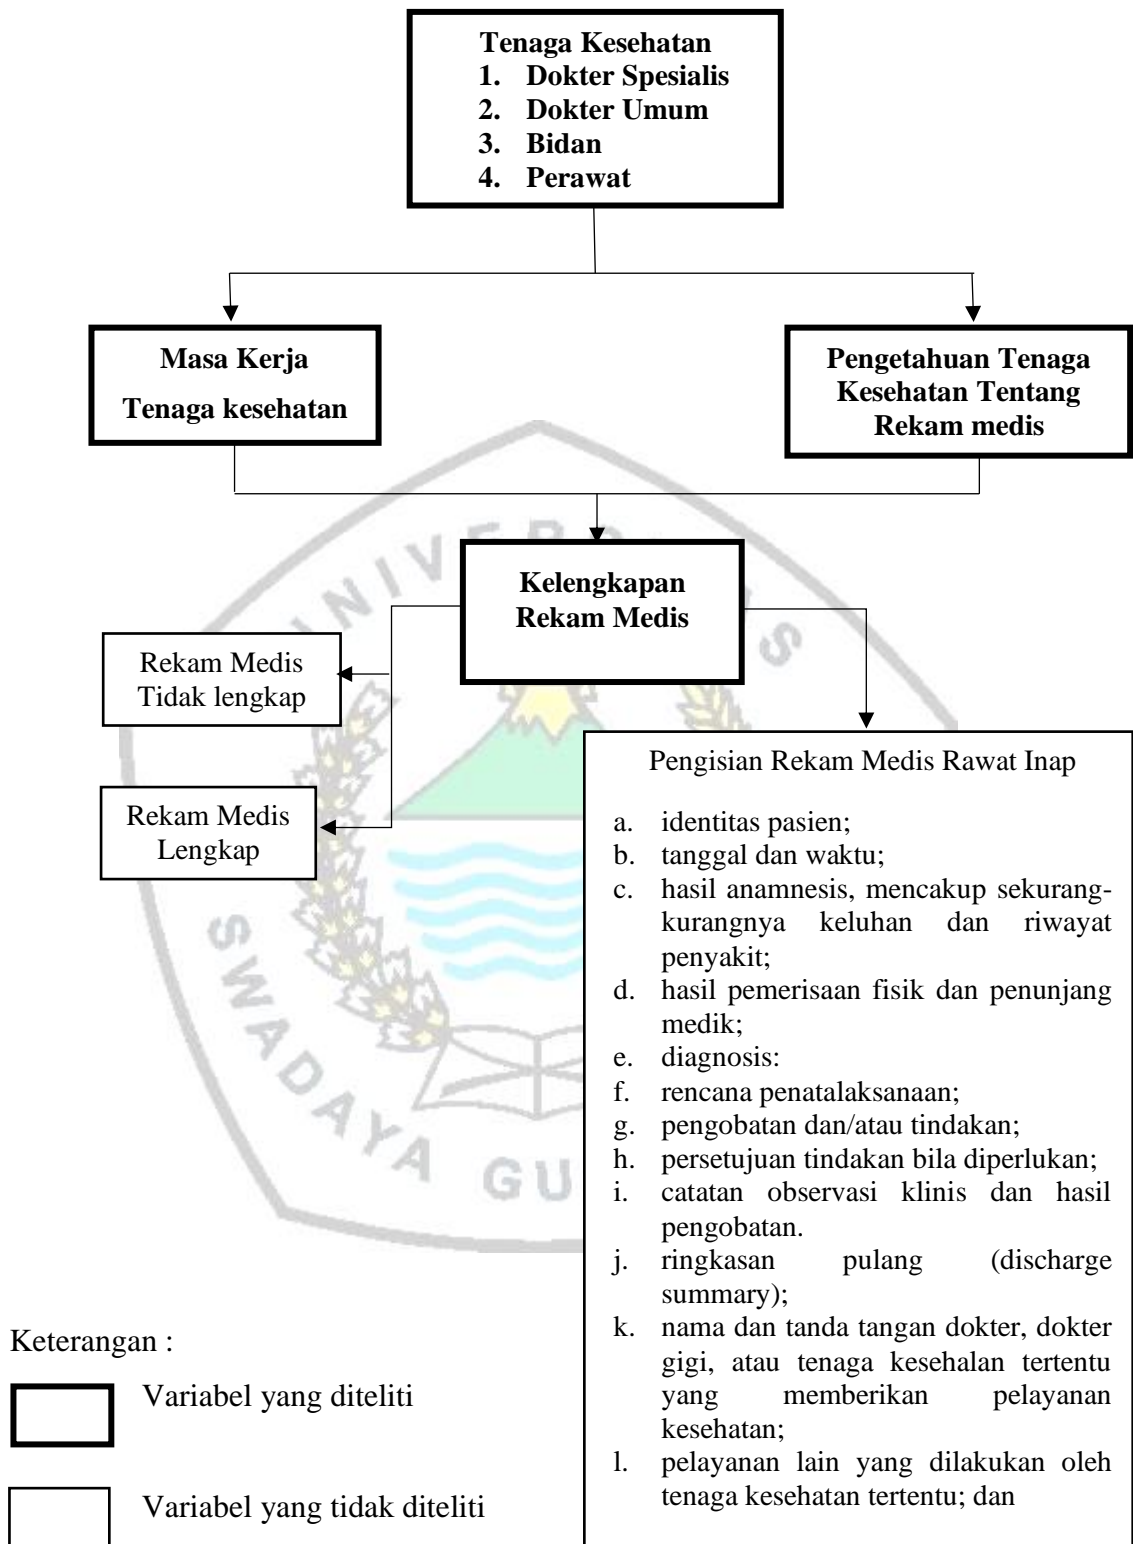 Tenaga Kesehatan
1. Dokter Spesialis
2. Dokter Umum
3. Bidan
4. Perawat
Masa Kerja
Tenaga kesehatan
Pengetahuan Tenaga
Kesehatan Tentang
Rekam medis
Kelengkapan
Rekam Medis
Rekam Medis
Tidak lengkap
Rekam Medis
Lengkap
Pengisian Rekam Medis Rawat Inap
a. identitas pasien;
b. tanggal dan waktu;
c. hasil anamnesis, mencakup sekurang-
kurangnya keluhan dan riwayat
penyakit;
d. hasil pemerisaan fisik dan penunjang
medik;
e. diagnosis:
f. rencana penatalaksanaan;
g. pengobatan dan/atau tindakan;
h. persetujuan tindakan bila diperlukan;
i. catatan observasi klinis dan hasil
pengobatan.
j. ringkasan pulang (discharge
summary);
k. nama dan tanda tangan dokter, dokter
gigi, atau tenaga kesehalan tertentu
yang memberikan pelayanan
kesehatan;
l. pelayanan lain yang dilakukan oleh
tenaga kesehatan tertentu; dan
Keterangan :
Variabel yang diteliti
Variabel yang tidak diteliti
SWADAYA GU